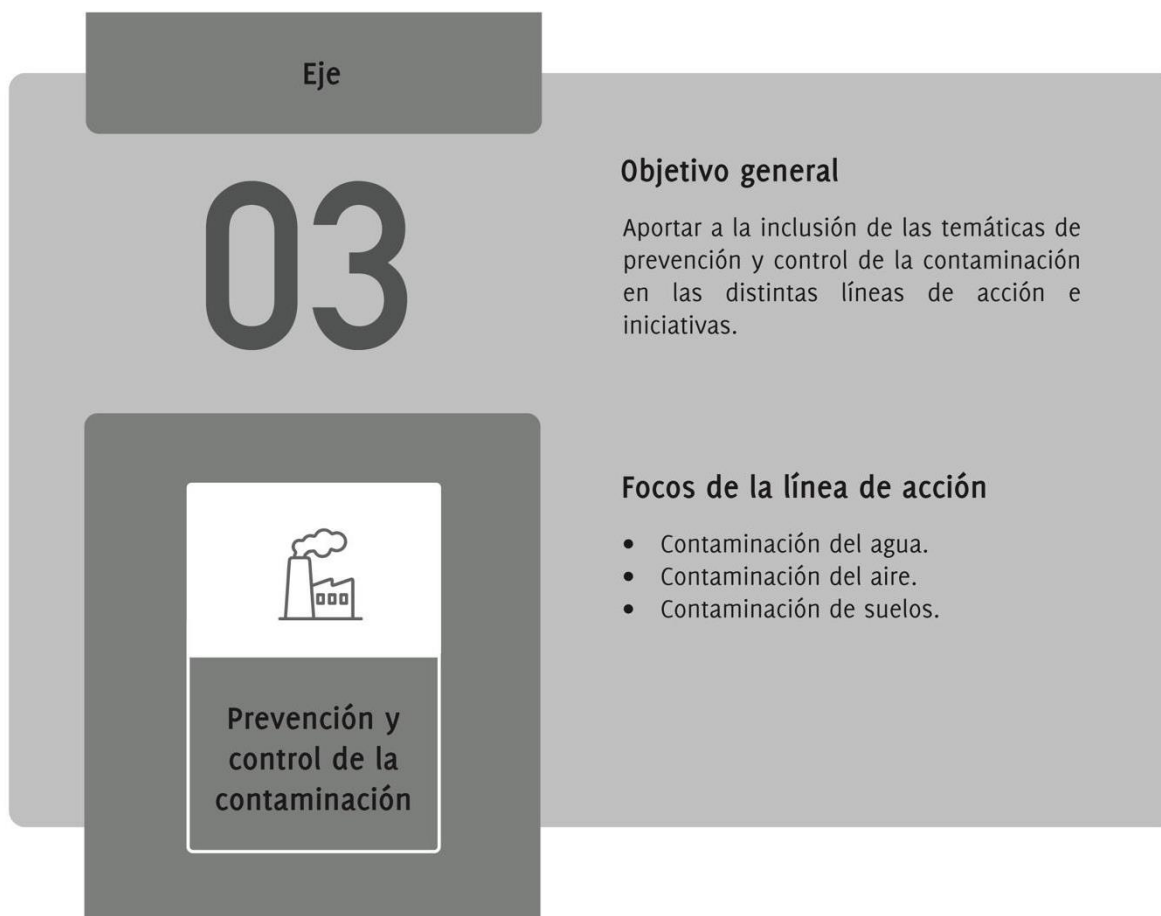 Eje
03
Prevención y
control de la
contaminación
Objetivo general
Aportar a la inclusión de las temáticas de
prevención y control de la contaminación
en las distintas líneas de acción e
iniciativas.
Focos de la línea de acción
• Contaminación del agua.
• Contaminación del aire.
• Contaminación de suelos.